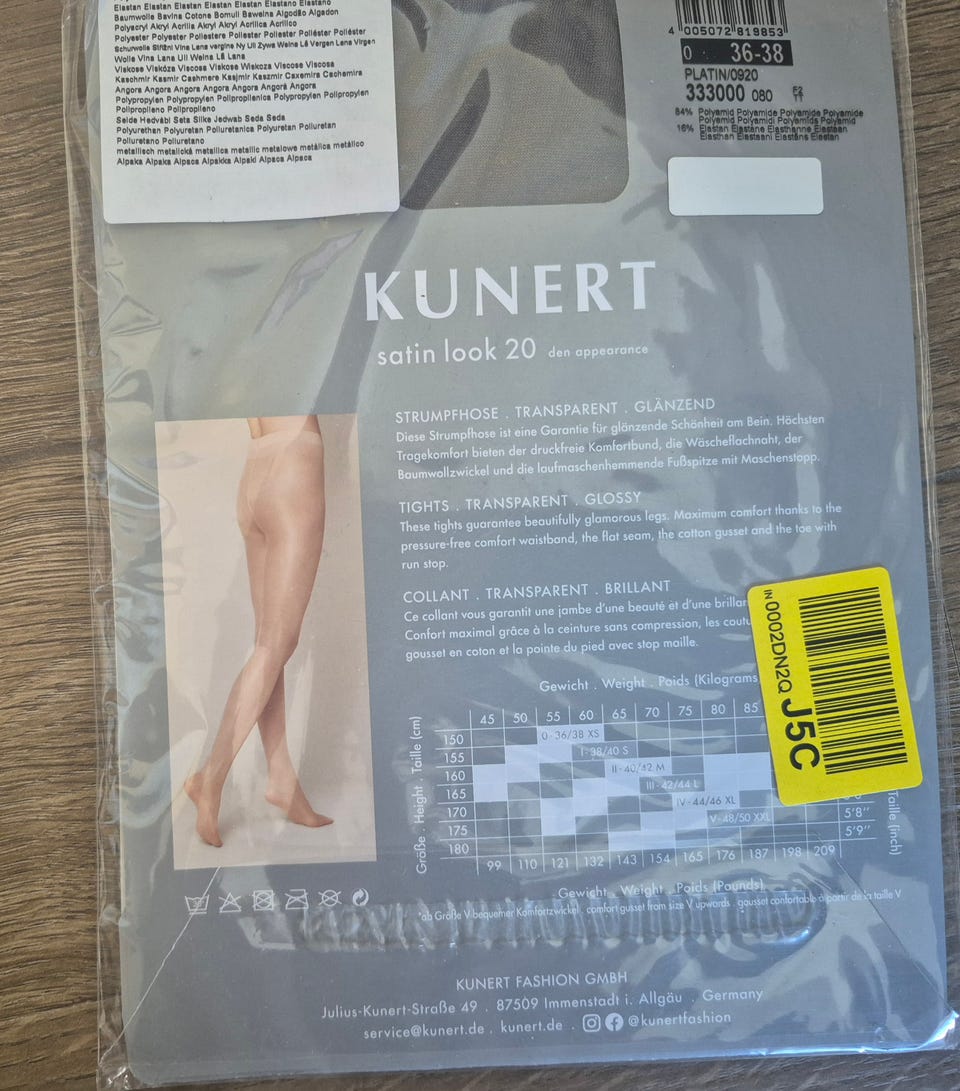 Elastan Elastan Elastan Elastan Elastano Elastano
Baumwolle Bavlna Cotone Bomull Bawelna Algodão Algodon
Polyacryl Akryl Acrilia Akryl Akryl Acrilica Acrilico
Polyester Polyester Poliestere Poliester Poliester Poliéster Poliéster
Schurwolle Střižní Vlna Lana vergine Ny Ull Żywa Welna Lã Vergen Lana Virgen
Wolle Vlna Lana Ull Welna Lã Lana
Viskose Viskóza Viscosa Viskose Wiskoza Viscose Viscosa
Kaschmir Kasmir Cashmere Kasjmir Kaszmir Caxemira Cachemira
Angora Angora Angora Angora Angora Angorá Angora
Polypropylen Polypropylen Polipropilenica Polypropylen Polipropylen
Polipropileno Polipropileno
Seide Hedvábí Seta Silke Jedwab Seda Seda
Polyurethan Polyuretan Poliuretanica Polyuretan Poliuretan
Poliuretano Poliuretano
metallisch metalická metallica metallic metalowe metálica metálico
Alpaka Alpaka Alpaca Alpakka Alpaki Alpaca Alpaca
4 005072 819853
0 36-38
PLATIN/0920
333000 080 F2
84% Polyamid Polyamide Polyamide Polyamide
Polyamid Polyamidi Polyamida Polyamid
16% Elastan Elastane Elasthanne Elastaan
Elasthan Elastaani Elastano Elastan
KUNERT
satin look 20 den appearance
STRUMPFHOSE . TRANSPARENT . GLÄNZEND
Diese Strumpfhose ist eine Garantie für glänzende Schönheit am Bein. Höchsten
Tragekomfort bieten der druckfreie Komfortbund, die Wäscheflachnaht, der
Baumwollzwickel und die laufmaschenhemmende Fußspitze mit Maschenstopp.
TIGHTS . TRANSPARENT . GLOSSY
These tights guarantee beautifully glamorous legs. Maximum comfort thanks to the
pressure-free comfort waistband, the flat seam, the cotton gusset and the toe with
run stop.
COLLANT . TRANSPARENT . BRILLANT
Ce collant vous garantit une jambe d'une beauté et d'une brillan
Confort maximal grâce à la ceinture sans compression, les coutu
gousset en coton et la pointe du pied avec stop maille.
IN 0002DN2Q J5C
Gewicht . Weight . Poids (Kilograms
45 50 55 60 65 70 75 80 85
Größe . Height . Taille (cm)
150 0 - 36/38 XS
155 I - 38/40 S
160 II - 40/42 M
165 III - 42/44 L
170 IV - 44/46 XL 5'8''
175 V - 48/50 XXL 5'9''
180
Taille (inch)
99 110 121 132 143 154 165 176 187 198 209
Gewicht . Weight . Poids (Pounds)
*ab Größe V bequemer Komfortzwickel . comfort gusset from size V upwards . gousset confortable à partir de la taille V
KUNERT FASHION GMBH
Julius-Kunert-Straße 49 . 87509 Immenstadt i. Allgäu . Germany
service@kunert.de . kunert.de . @kunertfashion